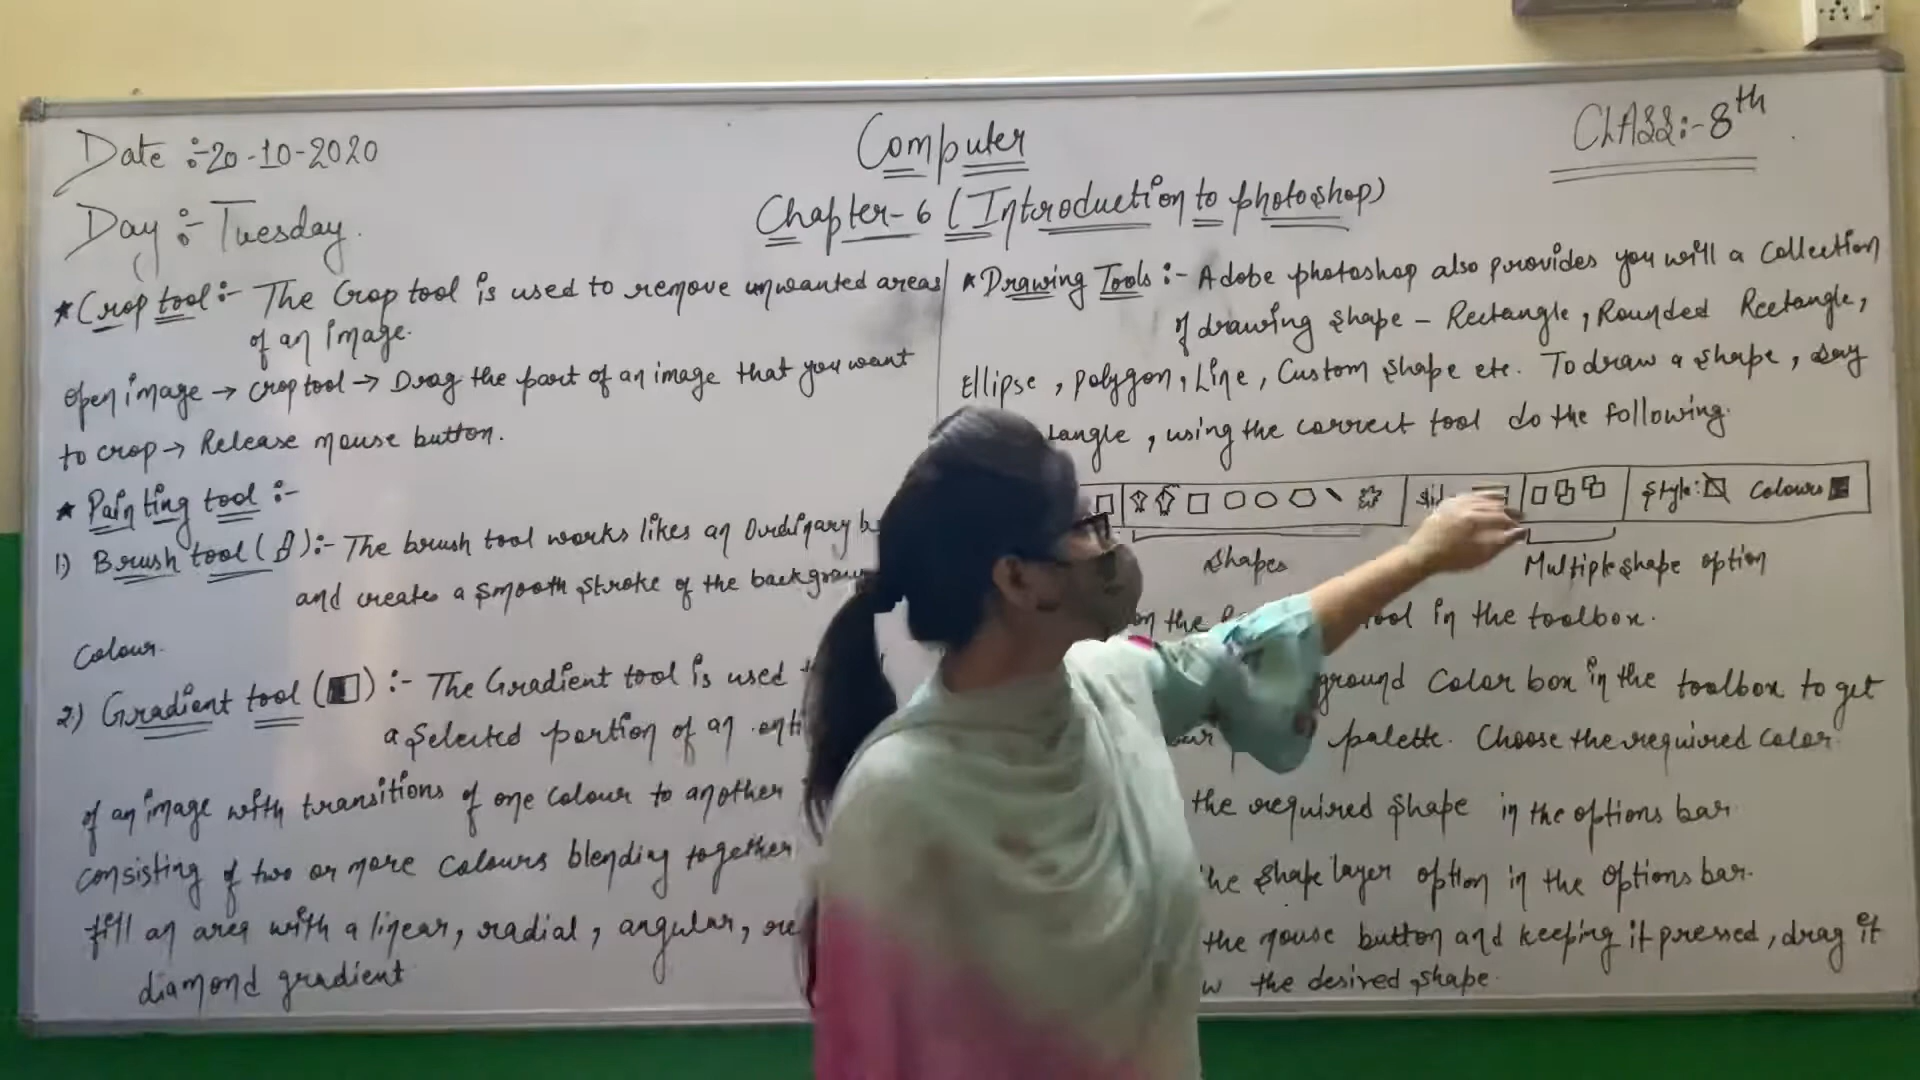 Date :- 20-10-2020
Day :- Tuesday.
Computer
Chapter-6 (Introduction to photoshop)
CLASS:-8th
*Crop tool:- The Crop tool is used to remove unwanted areas
of an image.
open image → crop tool → Drag the part of an image that you want
to crop → Release mouse button.
* Painting tool :-
1) Brush tool ( ):- The brush tool works likes an Ordinary
and creates a smooth stroke of the
Colour.
2.) Gradient tool ( ) :- The Gradient tool is used
a selected portion of an
of an image with transitions of one colour to another
consisting of two or more colours blending together
fill an area with a linear, radial, angular,
diamond gradient
* Drawing Tools :- Adobe photoshop also provides you will a Collection
of drawing shape - Rectangle, Rounded Rectangle,
Ellipse, polygon, Line, Custom shape etc. To draw a shape, say
tangle, using the correct tool do the following.
Style: Colours
Shapes
Multiple shape option
on the tool in the toolbox.
ground Color box in the toolbox to get
palette. Choose the required color.
the required shape in the options bar.
the shape layer option in the options bar.
the mouse button and keeping it pressed, drag it
the desired shape.